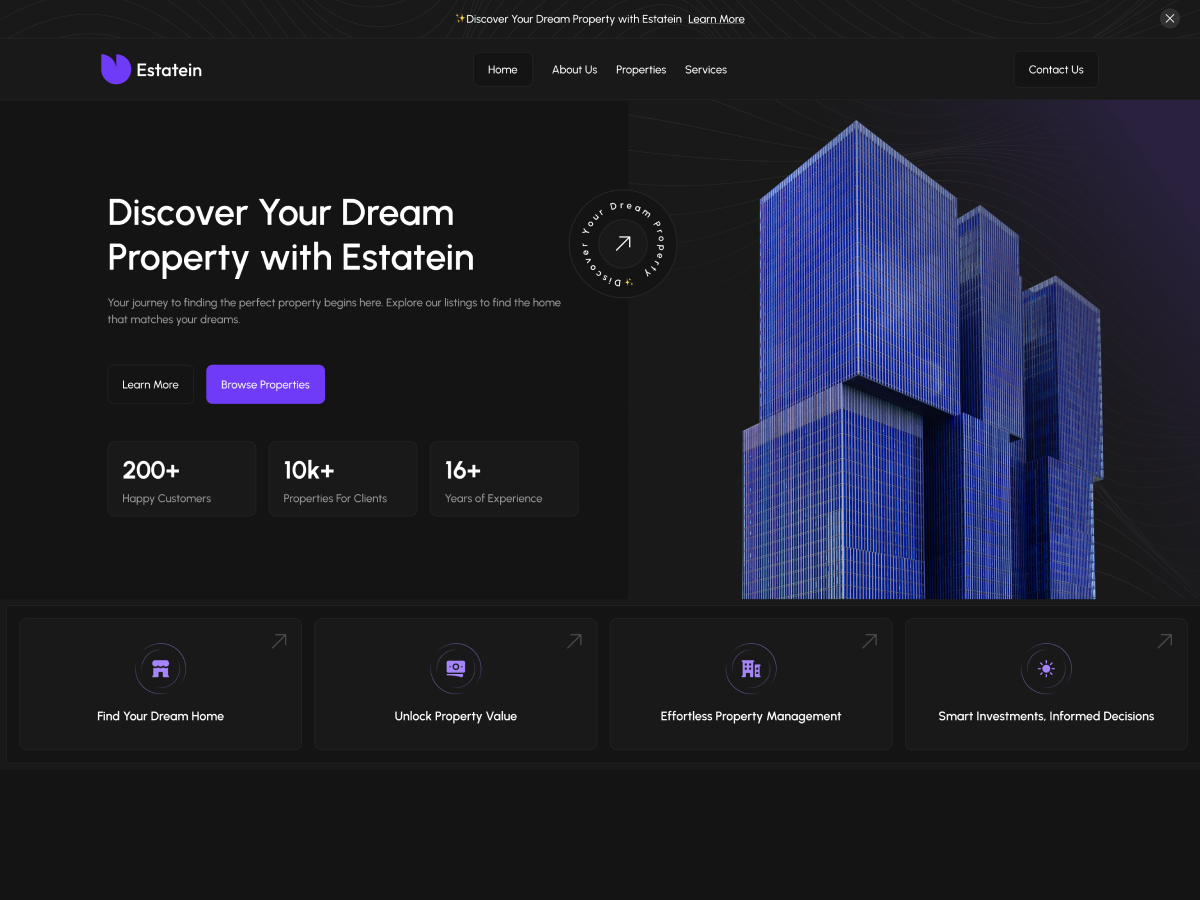 ✨Discover Your Dream Property with Estatein Learn More
Estatein
Home
About Us
Properties
Services
Contact Us
Discover Your Dream
Property with Estatein
Your journey to finding the perfect property begins here. Explore our listings to find the home
that matches your dreams.
✨Discover Your Dream Property
Learn More
Browse Properties
200+
Happy Customers
10k+
Properties For Clients
16+
Years of Experience
Find Your Dream Home
Unlock Property Value
Effortless Property Management
Smart Investments, Informed Decisions